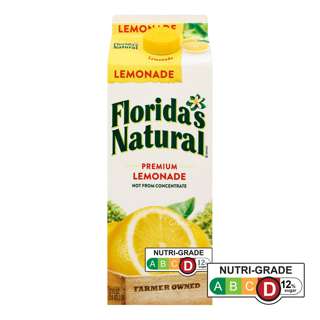 LEMONADE
Florida's
Natural
LEMONADE
Florida's
Natural
PREMIUM
LEMONADE
NOT FROM CONCENTRATE
NUTRI-GRADE
A B C D 12%
FARMER OWNED
NUTRI-GRADE
A B C D 12%
sugar